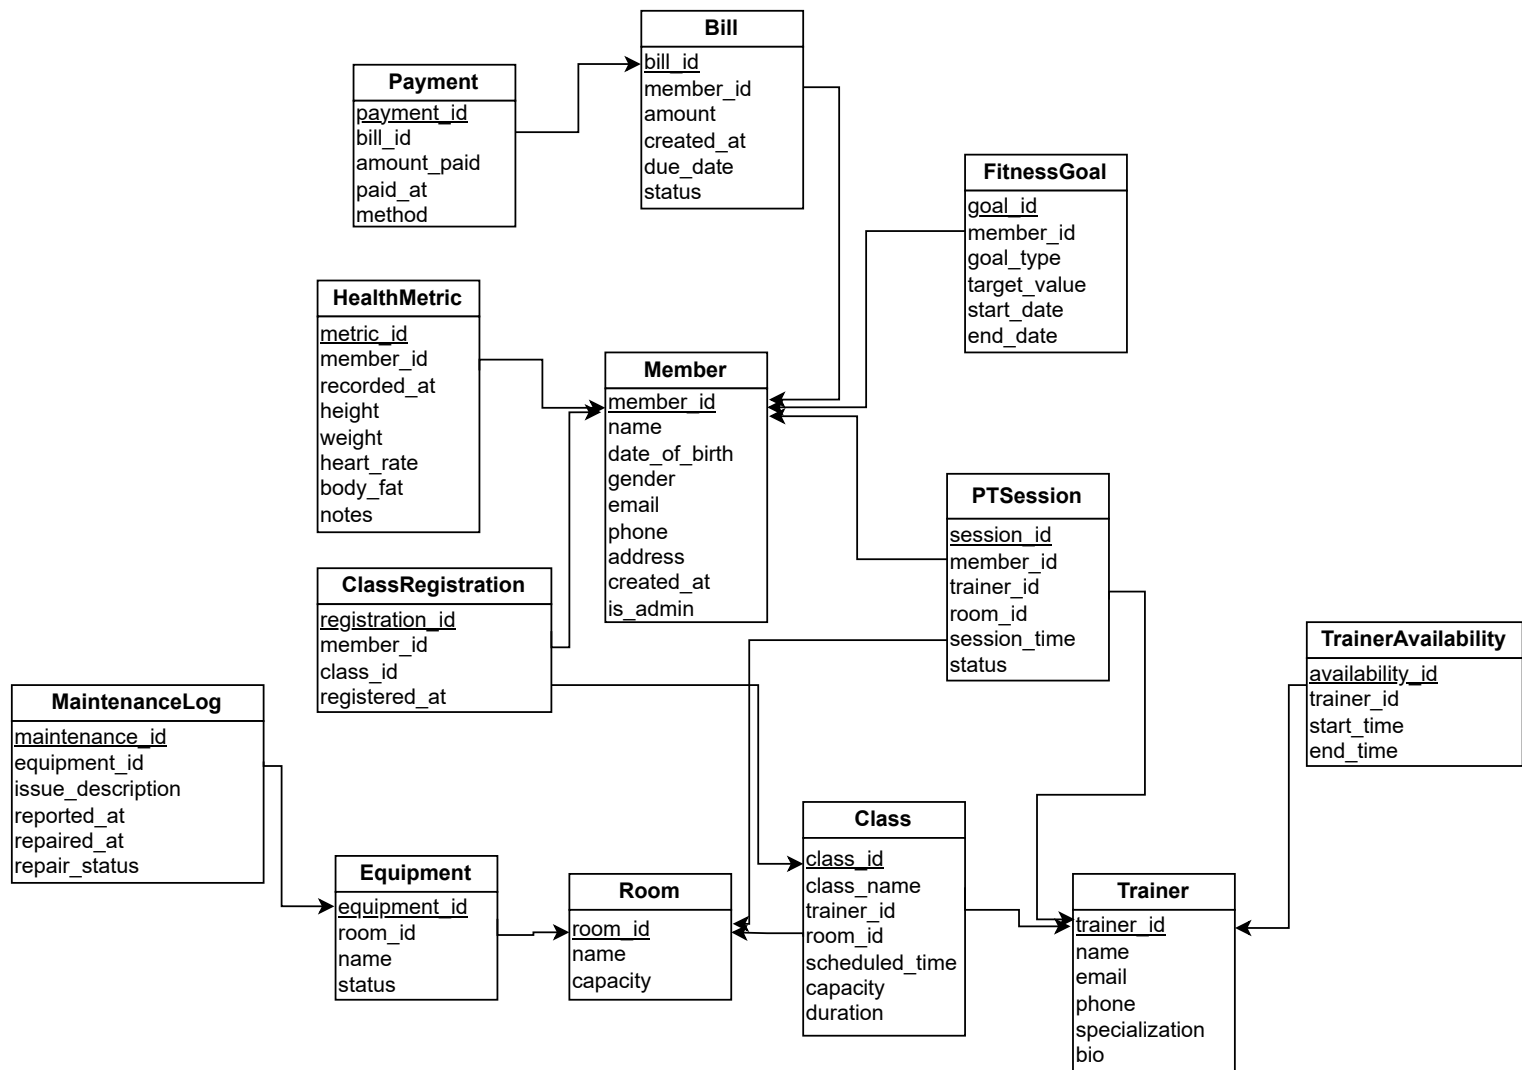 Bill
bill_id
member_id
amount
created_at
due_date
status
Payment
payment_id
bill_id
amount_paid
paid_at
method
FitnessGoal
goal_id
member_id
goal_type
target_value
start_date
end_date
HealthMetric
metric_id
member_id
recorded_at
height
weight
heart_rate
body_fat
notes
Member
member_id
name
date_of_birth
gender
email
phone
address
created_at
is_admin
PTSession
session_id
member_id
trainer_id
room_id
session_time
status
ClassRegistration
registration_id
member_id
class_id
registered_at
TrainerAvailability
availability_id
trainer_id
start_time
end_time
MaintenanceLog
maintenance_id
equipment_id
issue_description
reported_at
repaired_at
repair_status
Equipment
equipment_id
room_id
name
status
Room
room_id
name
capacity
Class
class_id
class_name
trainer_id
room_id
scheduled_time
capacity
duration
Trainer
trainer_id
name
email
phone
specialization
bio